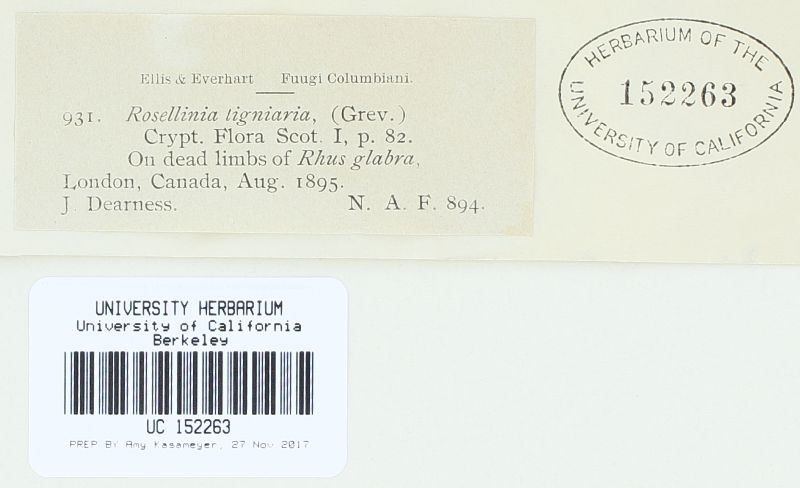 Ellis & Everhart — Fuugi Columbiani.
931. Rosellinia tigniaria, (Grev.)
Crypt. Flora Scot. I, p. 82.
On dead limbs of Rhus glabra,
London, Canada, Aug. 1895.
J. Dearness. N. A. F. 894.
HERBARIUM OF THE
152263
UNIVERSITY OF CALIFORNIA
UNIVERSITY HERBARIUM
University of California
Berkeley
UC 152263
PREP BY Amy Kasameyer, 27 Nov 2017